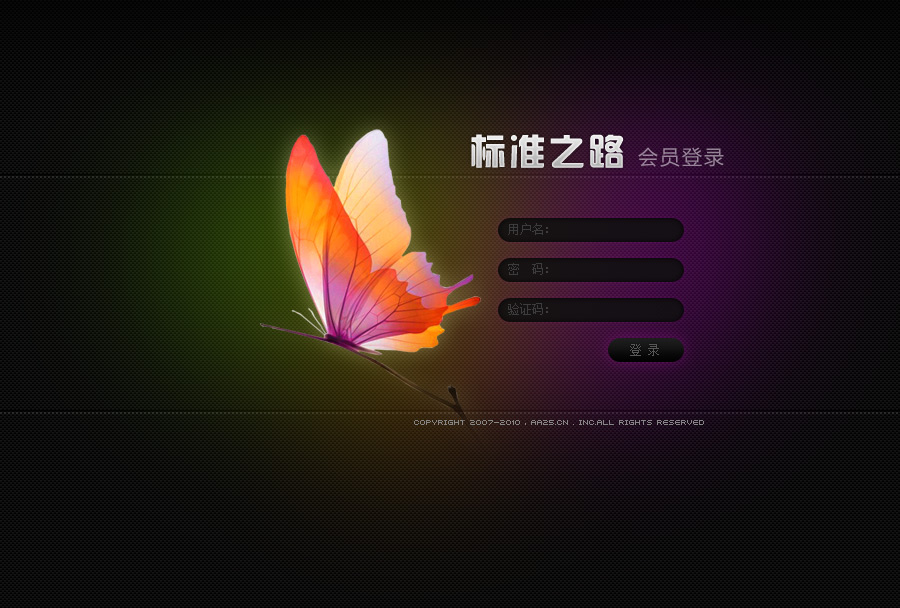 标准之路 会员登录
用户名:
密 码:
验证码:
登 录
COPYRIGHT 2007-2010 , AA25.CN . INC.ALL RIGHTS RESERVED